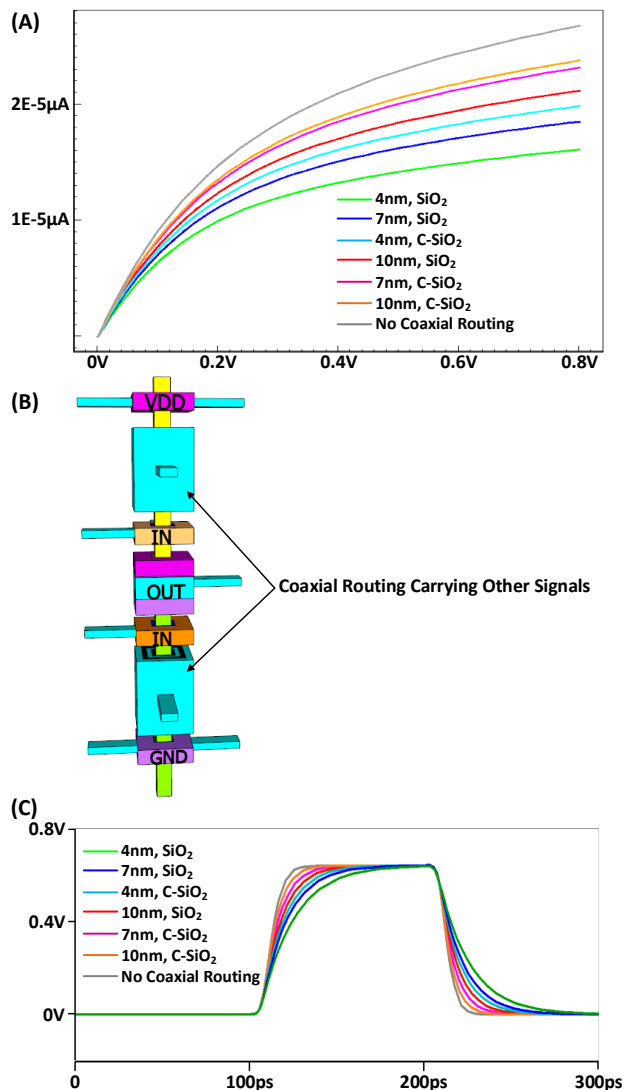 (A)
2E-5μA
1E-5μA
4nm, SiO₂
7nm, SiO₂
4nm, C-SiO₂
10nm, SiO₂
7nm, C-SiO₂
10nm, C-SiO₂
No Coaxial Routing
0V 0.2V 0.4V 0.6V 0.8V
(B)
VDD
IN
OUT
Coaxial Routing Carrying Other Signals
IN
GND
(C)
0.8V
4nm, SiO₂
7nm, SiO₂
4nm, C-SiO₂
0.4V
10nm, SiO₂
7nm, C-SiO₂
10nm, C-SiO₂
No Coaxial Routing
0V
0 100ps 200ps 300ps